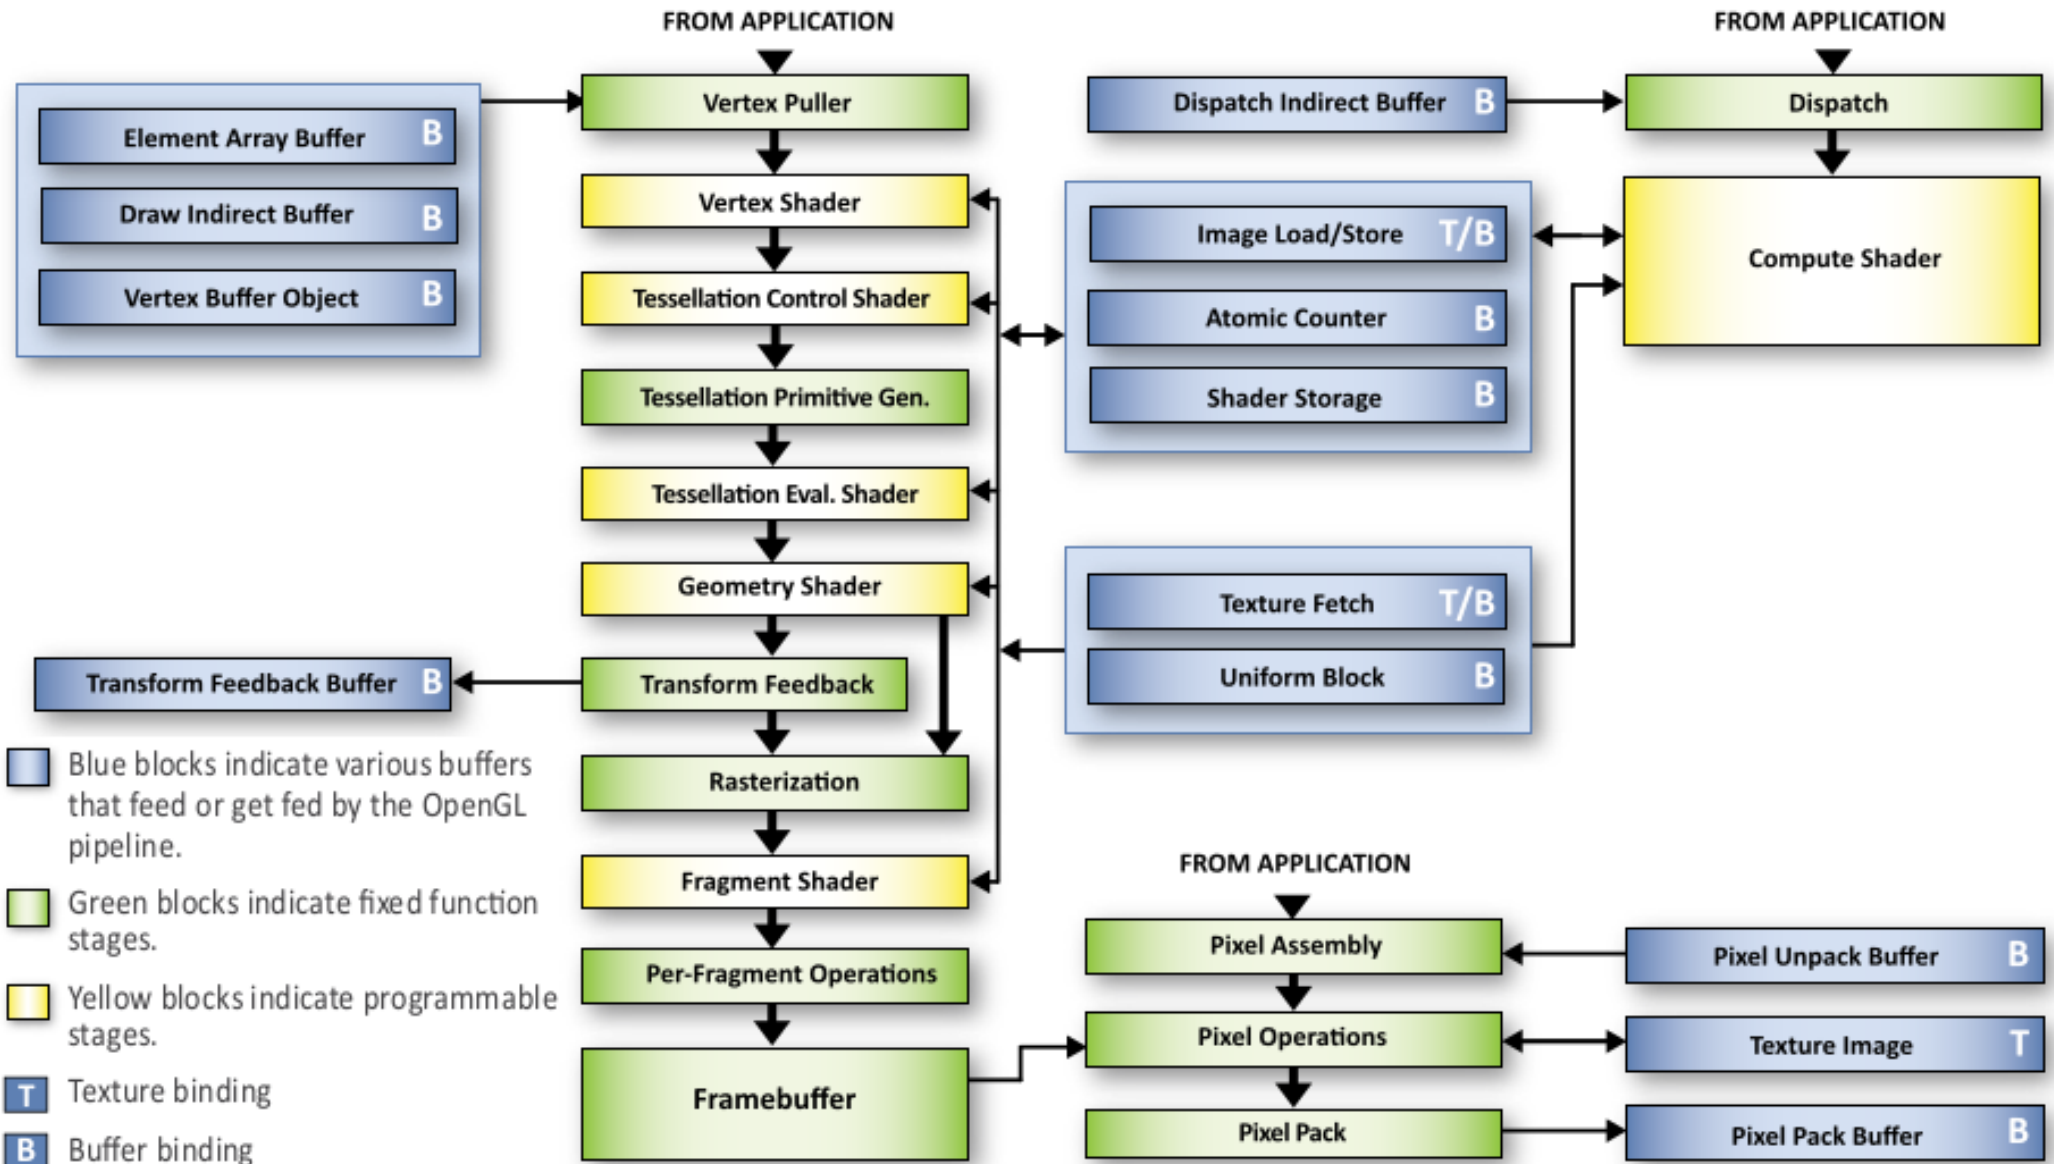 FROM APPLICATION
Vertex Puller
Element Array Buffer B
Draw Indirect Buffer B
Vertex Buffer Object B
Vertex Shader
Tessellation Control Shader
Tessellation Primitive Gen.
Tessellation Eval. Shader
Geometry Shader
Transform Feedback Buffer B
Transform Feedback
Rasterization
Fragment Shader
Per-Fragment Operations
Framebuffer
FROM APPLICATION
Dispatch Indirect Buffer B
Dispatch
Image Load/Store T/B
Atomic Counter B
Shader Storage B
Compute Shader
Texture Fetch T/B
Uniform Block B
FROM APPLICATION
Pixel Assembly
Pixel Unpack Buffer B
Pixel Operations
Texture Image T
Pixel Pack
Pixel Pack Buffer B
Blue blocks indicate various buffers
that feed or get fed by the OpenGL
pipeline.
Green blocks indicate fixed function
stages.
Yellow blocks indicate programmable
stages.
T Texture binding
B Buffer binding